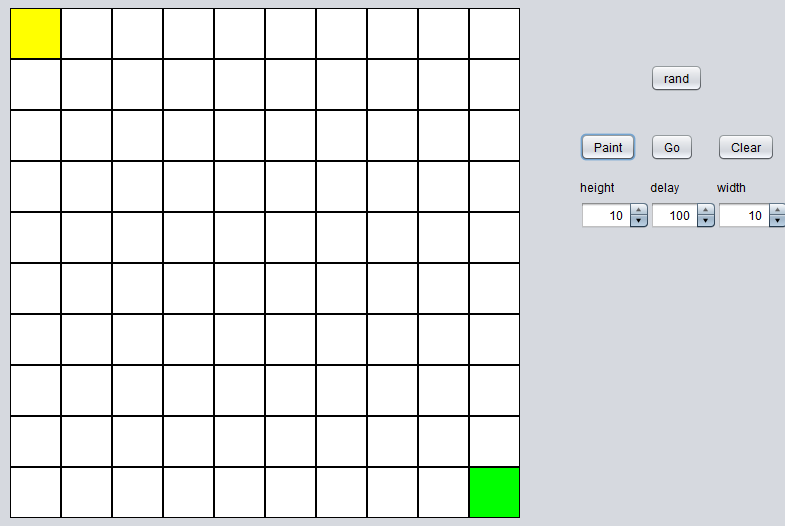 rand
Paint Go Clear
height delay width
10 100 10